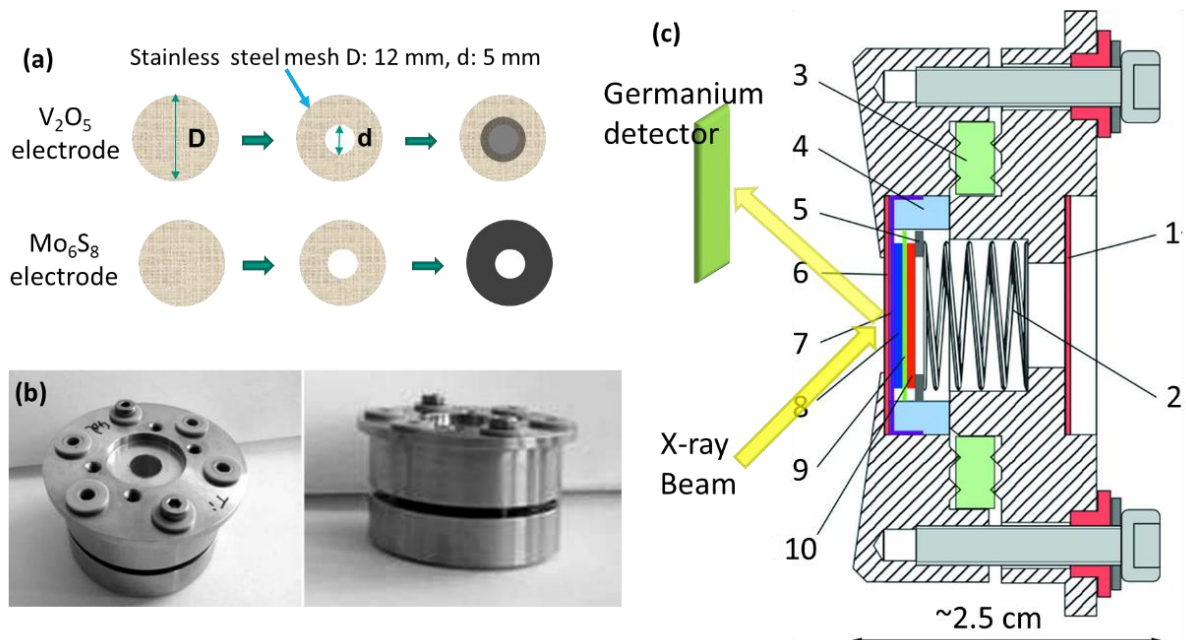 (a)
Stainless steel mesh D: 12 mm, d: 5 mm
V₂O₅
electrode
D
d
Mo₆S₈
electrode
(b)
(c)
Germanium
detector
3
4
5
6
7
8
9
10
1
2
X-ray
Beam
~2.5 cm